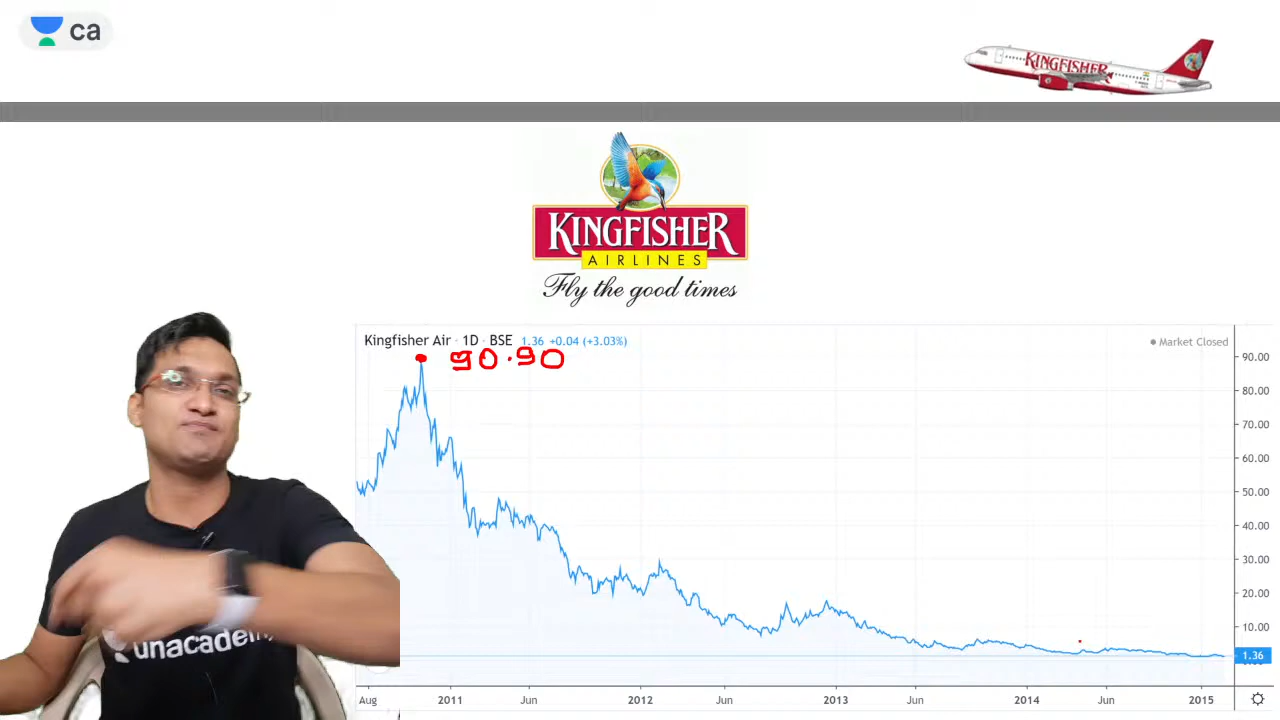 ca
KINGFISHER
KINGFISHER
AIRLINES
Fly the good times
Kingfisher Air · 1D · BSE 1.36 +0.04 (+3.03%)
Market Closed
90.90
90.00
80.00
70.00
60.00
50.00
40.00
30.00
20.00
10.00
1.36
Aug 2011 Jun 2012 Jun 2013 Jun 2014 Jun 2015
unacademy